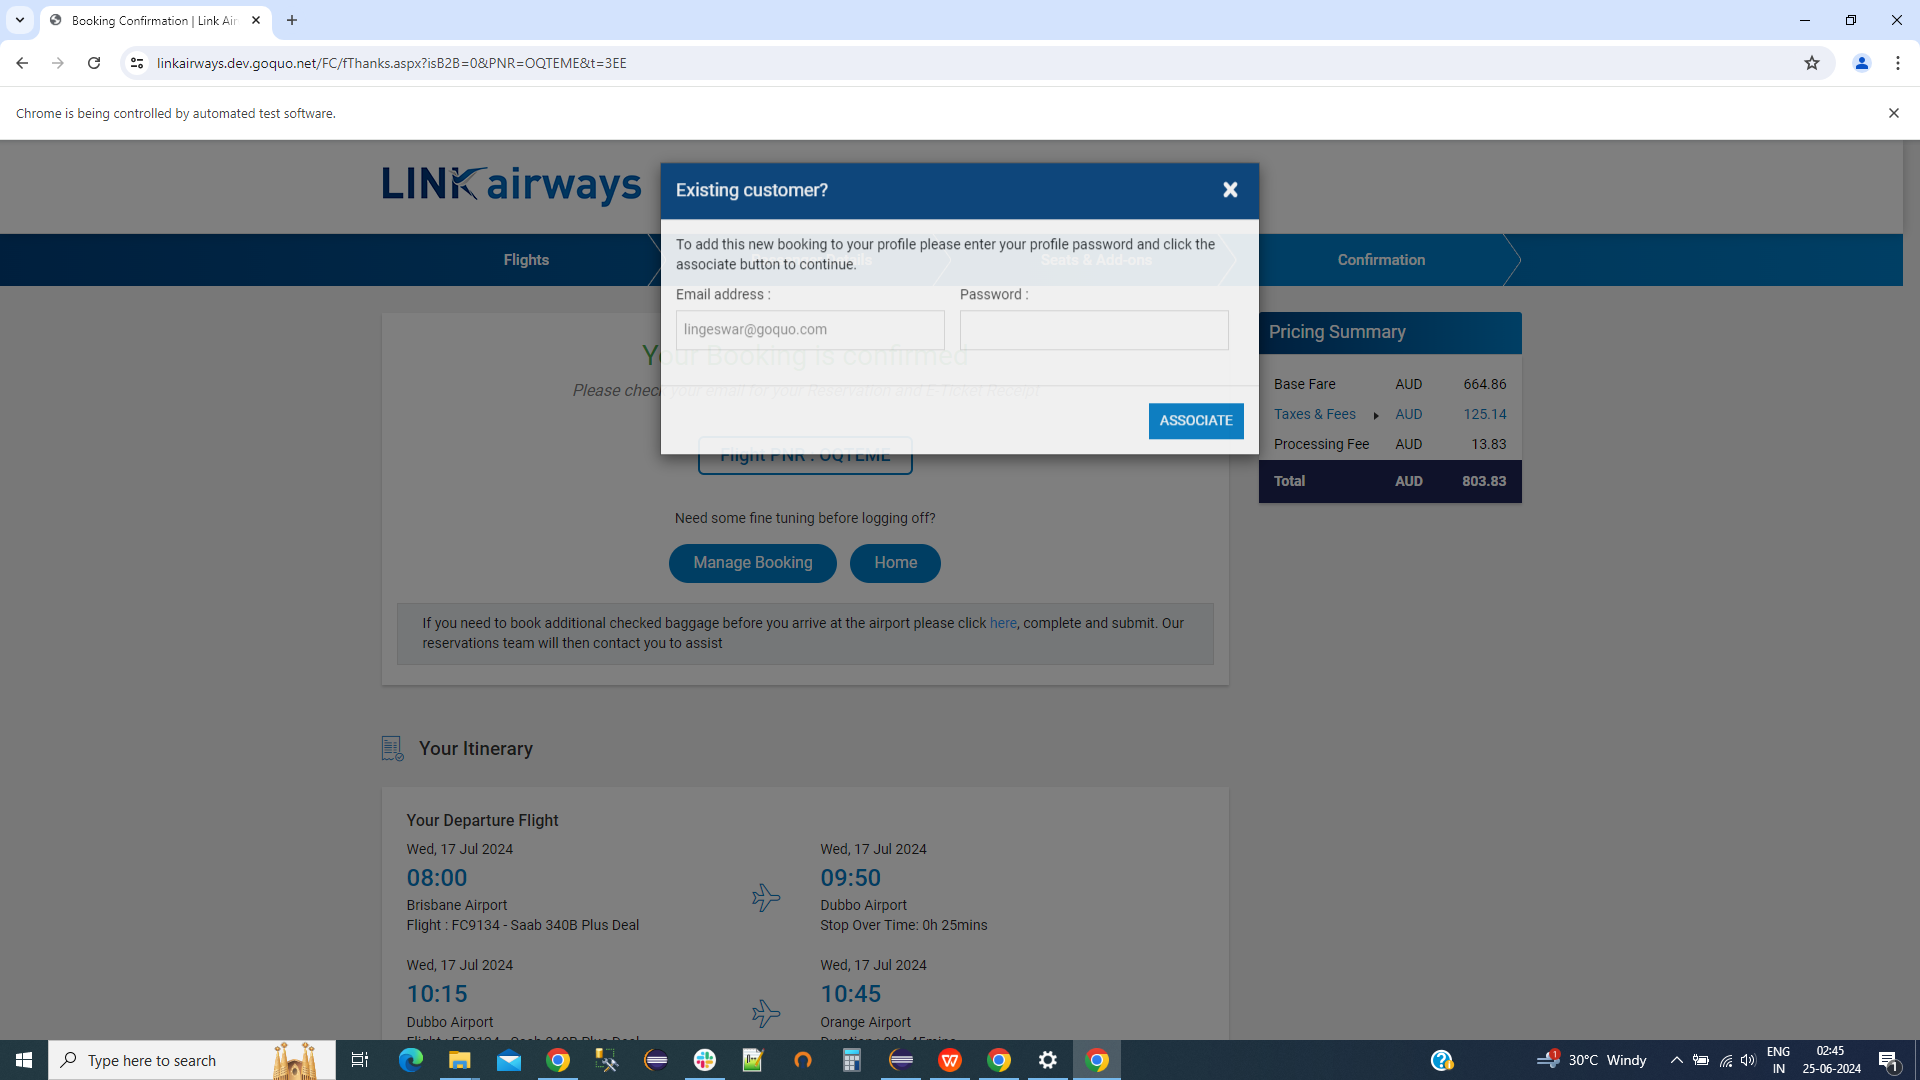 Booking Confirmation | Link Air
linkairways.dev.goquo.net/FC/fThanks.aspx?isB2B=0&PNR=OQTEME&t=3EE
Chrome is being controlled by automated test software.
LINK airways
Existing customer?
To add this new booking to your profile please enter your profile password and click the
associate button to continue.
Email address :
Password :
lingeswar@goquo.com
ASSOCIATE
Flights
Seats & Add-ons
Confirmation
Your Booking is confirmed
Please check your email for your Reservation and E-Ticket Receipt
Flight PNR : OQTEME
Need some fine tuning before logging off?
Manage Booking
Home
If you need to book additional checked baggage before you arrive at the airport please click here, complete and submit. Our
reservations team will then contact you to assist
Pricing Summary
Base Fare AUD 664.86
Taxes & Fees AUD 125.14
Processing Fee AUD 13.83
Total AUD 803.83
Your Itinerary
Your Departure Flight
Wed, 17 Jul 2024
08:00
Brisbane Airport
Flight : FC9134 - Saab 340B Plus Deal
Wed, 17 Jul 2024
09:50
Dubbo Airport
Stop Over Time: 0h 25mins
Wed, 17 Jul 2024
10:15
Dubbo Airport
Wed, 17 Jul 2024
10:45
Orange Airport
Type here to search
30°C Windy
ENG
IN
02:45
25-06-2024
1